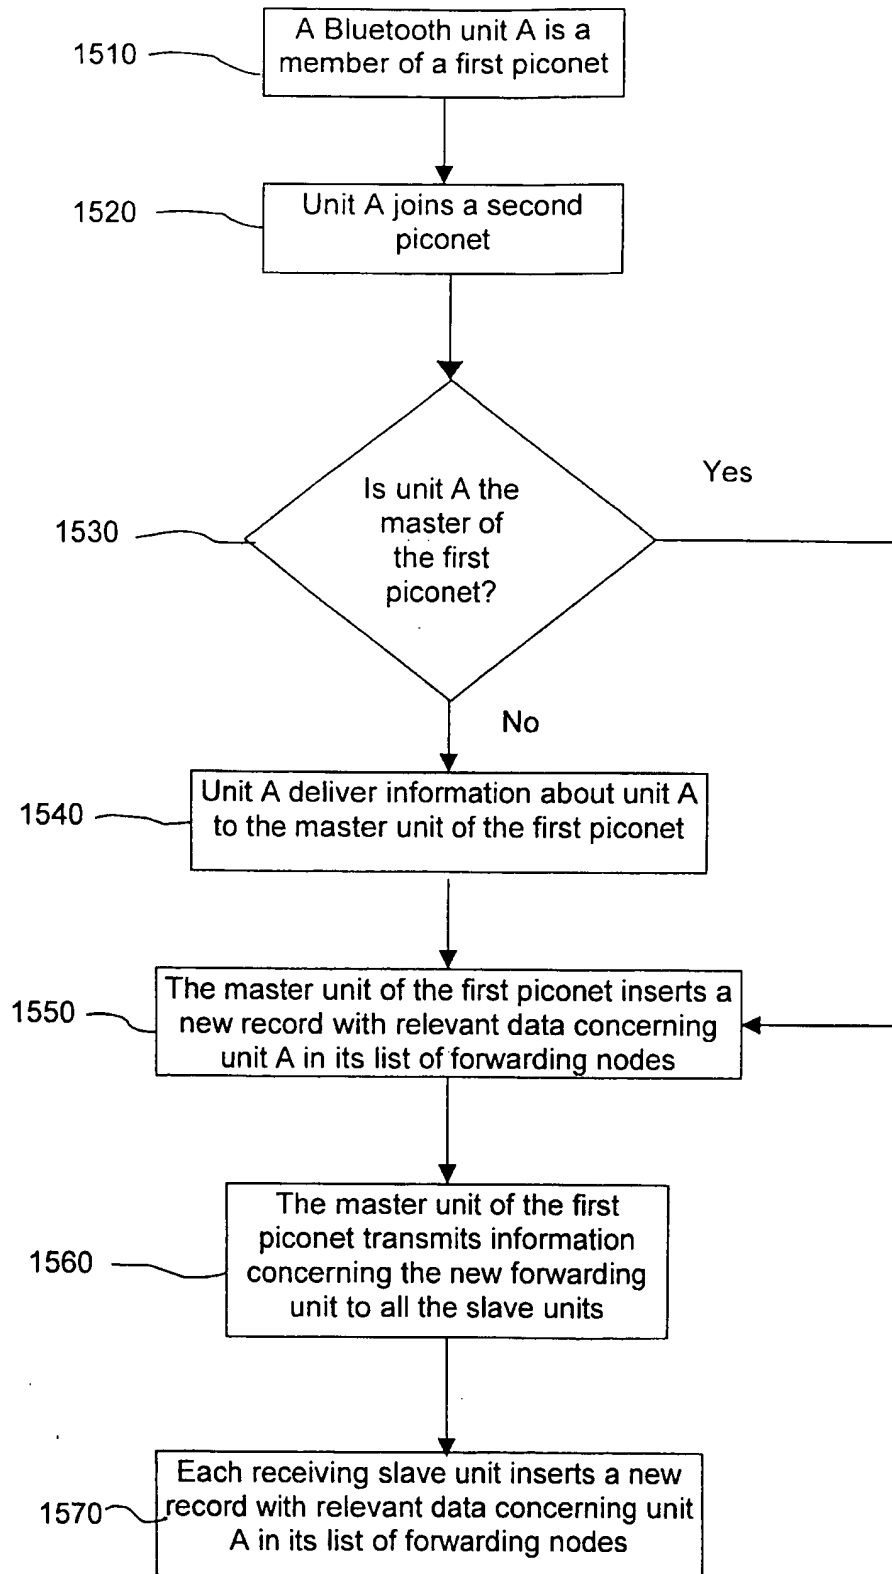 1510
A Bluetooth unit A is a
member of a first piconet
1520
Unit A joins a second
piconet
1530
Is unit A the
master of
the first
piconet?
Yes
No
1540
Unit A deliver information about unit A
to the master unit of the first piconet
1550
The master unit of the first piconet inserts a
new record with relevant data concerning
unit A in its list of forwarding nodes
1560
The master unit of the first
piconet transmits information
concerning the new forwarding
unit to all the slave units
1570
Each receiving slave unit inserts a new
record with relevant data concerning unit
A in its list of forwarding nodes